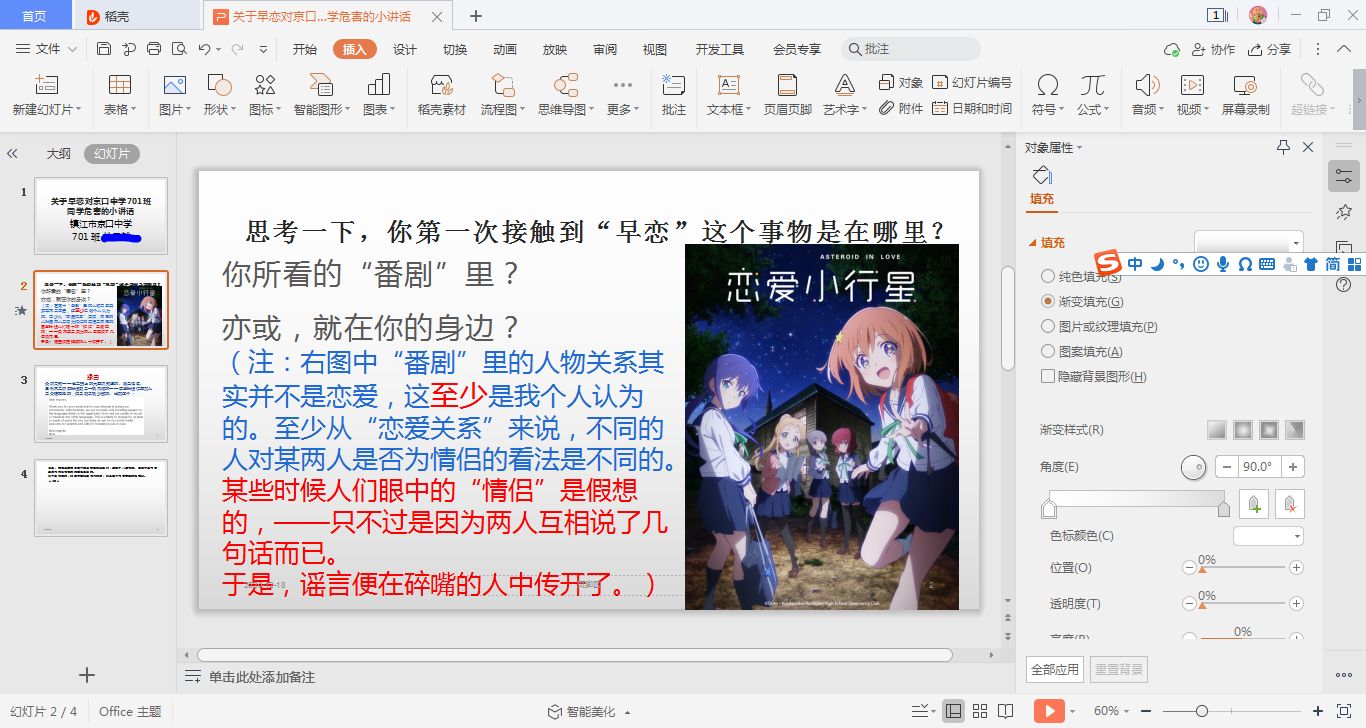 首页
稻壳
关于早恋对京口...学危害的小讲话
1
文件
开始
插入
设计
切换
动画
放映
审阅
视图
开发工具
会员专享
批注
协作
分享
新建幻灯片
表格
图片
形状
图标
智能图形
图表
稻壳素材
流程图
思维导图
更多
批注
文本框
页眉页脚
艺术字
对象
幻灯片编号
附件
日期和时间
符号
公式
音频
视频
屏幕录制
超链接
大纲
幻灯片
1
关于早恋对京口中学701班
同学危害的小讲话
镇江市京口中学
701 班
2
3
4
思考一下，你第一次接触到“早恋”这个事物是在哪里？
你所看的“番剧”里？
亦或，就在你的身边？
（注：右图中“番剧”里的人物关系其
实并不是恋爱，这至少是我个人认为
的。至少从“恋爱关系”来说，不同的
人对某两人是否为情侣的看法是不同的。
某些时候人们眼中的“情侣”是假想
的，——只不过是因为两人互相说了几
句话而已。
于是，谣言便在碎嘴的人中传开了。）
2
ASTEROID IN LOVE
恋爱小行星
对象属性
填充
填充
中
简
纯色填充(S)
渐变填充(G)
图片或纹理填充(P)
图案填充(A)
隐藏背景图形(H)
渐变样式(R)
角度(E)
90.0°
色标颜色(C)
位置(O)
0%
透明度(T)
0%
亮度(B)
0%
全部应用
重置背景
单击此处添加备注
幻灯片 2 / 4
Office 主题
智能美化
60%